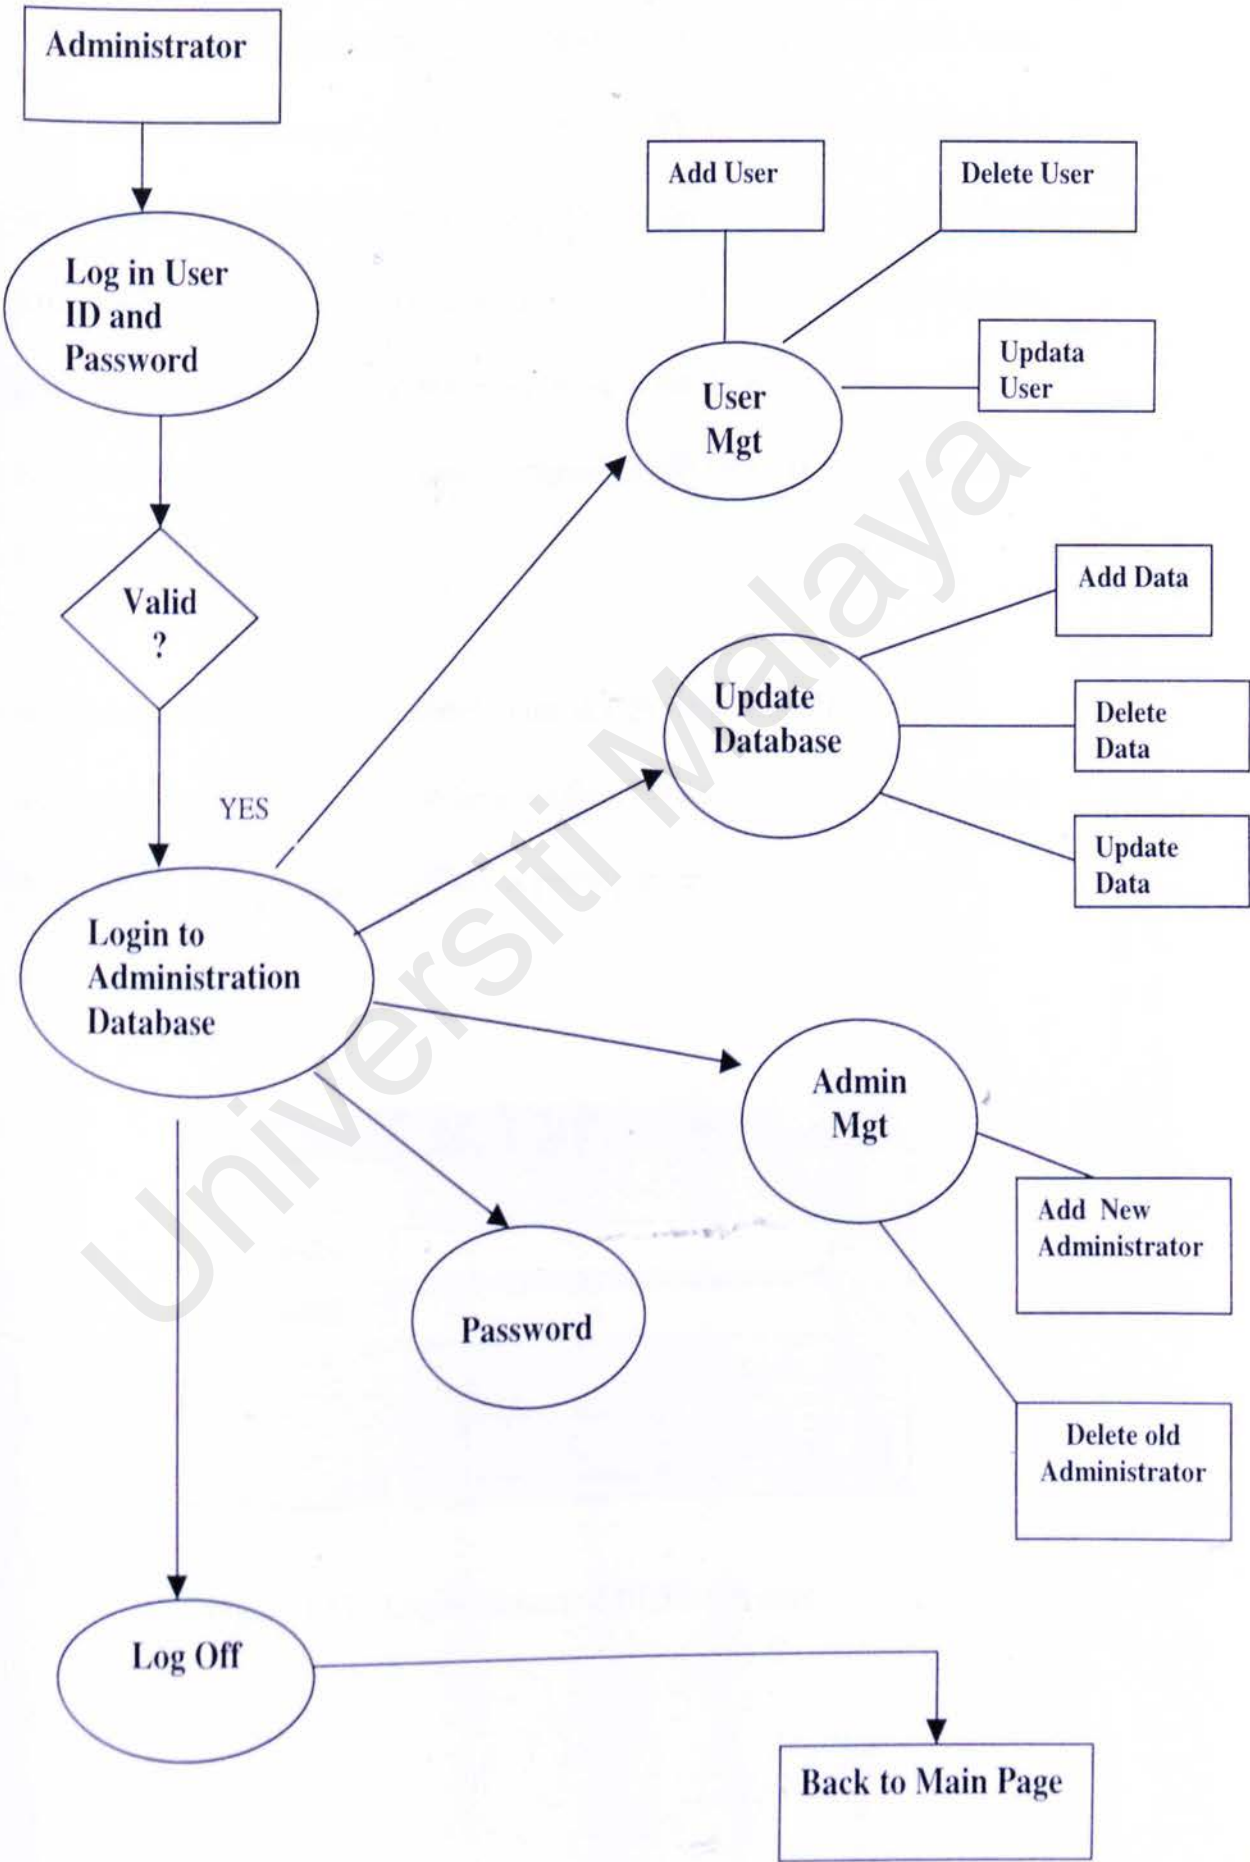 Administrator
Log in User
ID and
Password
Valid
?
YES
Login to
Administration
Database
Add User
Delete User
Updata
User
User
Mgt
Add Data
Update
Database
Delete
Data
Update
Data
Admin
Mgt
Add New
Administrator
Password
Delete old
Administrator
Log Off
Back to Main Page
Universiti Malaya